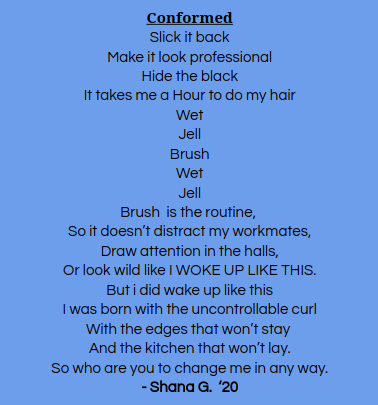 Conformed
Slick it back
Make it look professional
Hide the black
It takes me a Hour to do my hair
Wet
Jell
Brush
Wet
Jell
Brush is the routine,
So it doesn't distract my workmates,
Draw attention in the halls,
Or look wild like I WOKE UP LIKE THIS.
But i did wake up like this
I was born with the uncontrollable curl
With the edges that won't stay
And the kitchen that won't lay.
So who are you to change me in any way.
- Shana G. ‘20